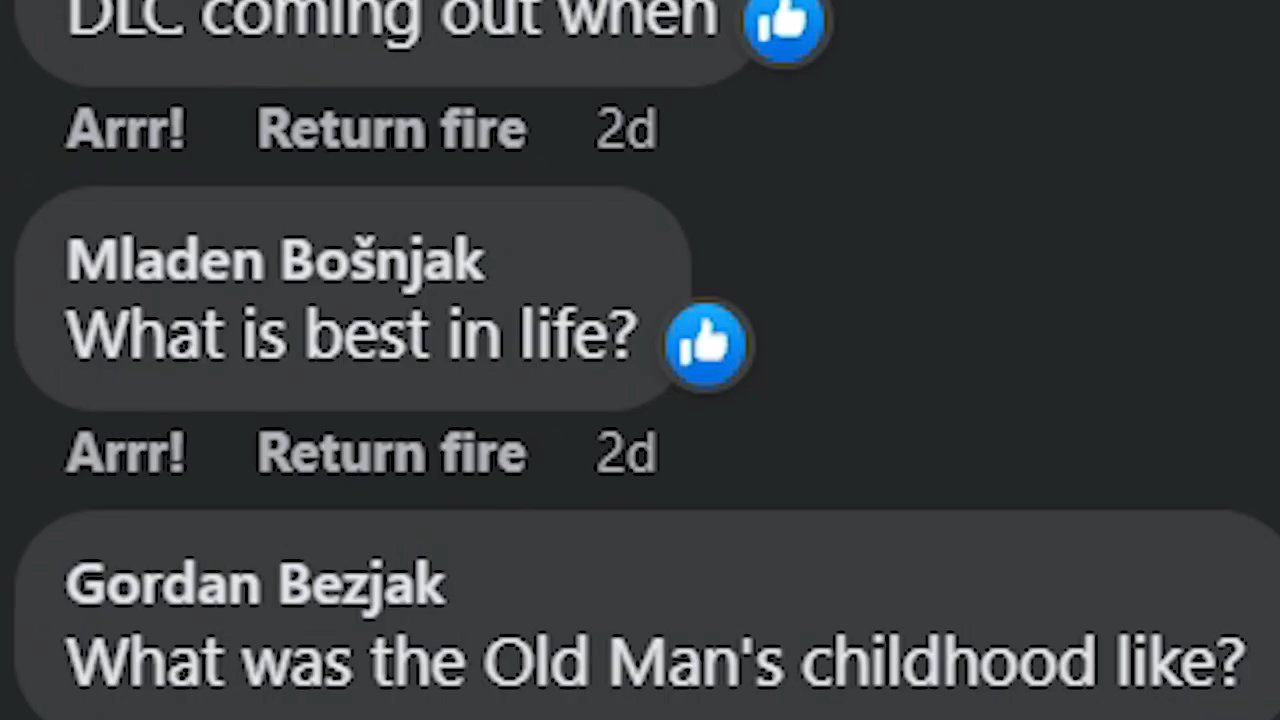 DLC coming out when
Arrr! Return fire 2d
Mladen Bošnjak
What is best in life?
Arrr! Return fire 2d
Gordan Bezjak
What was the Old Man's childhood like?